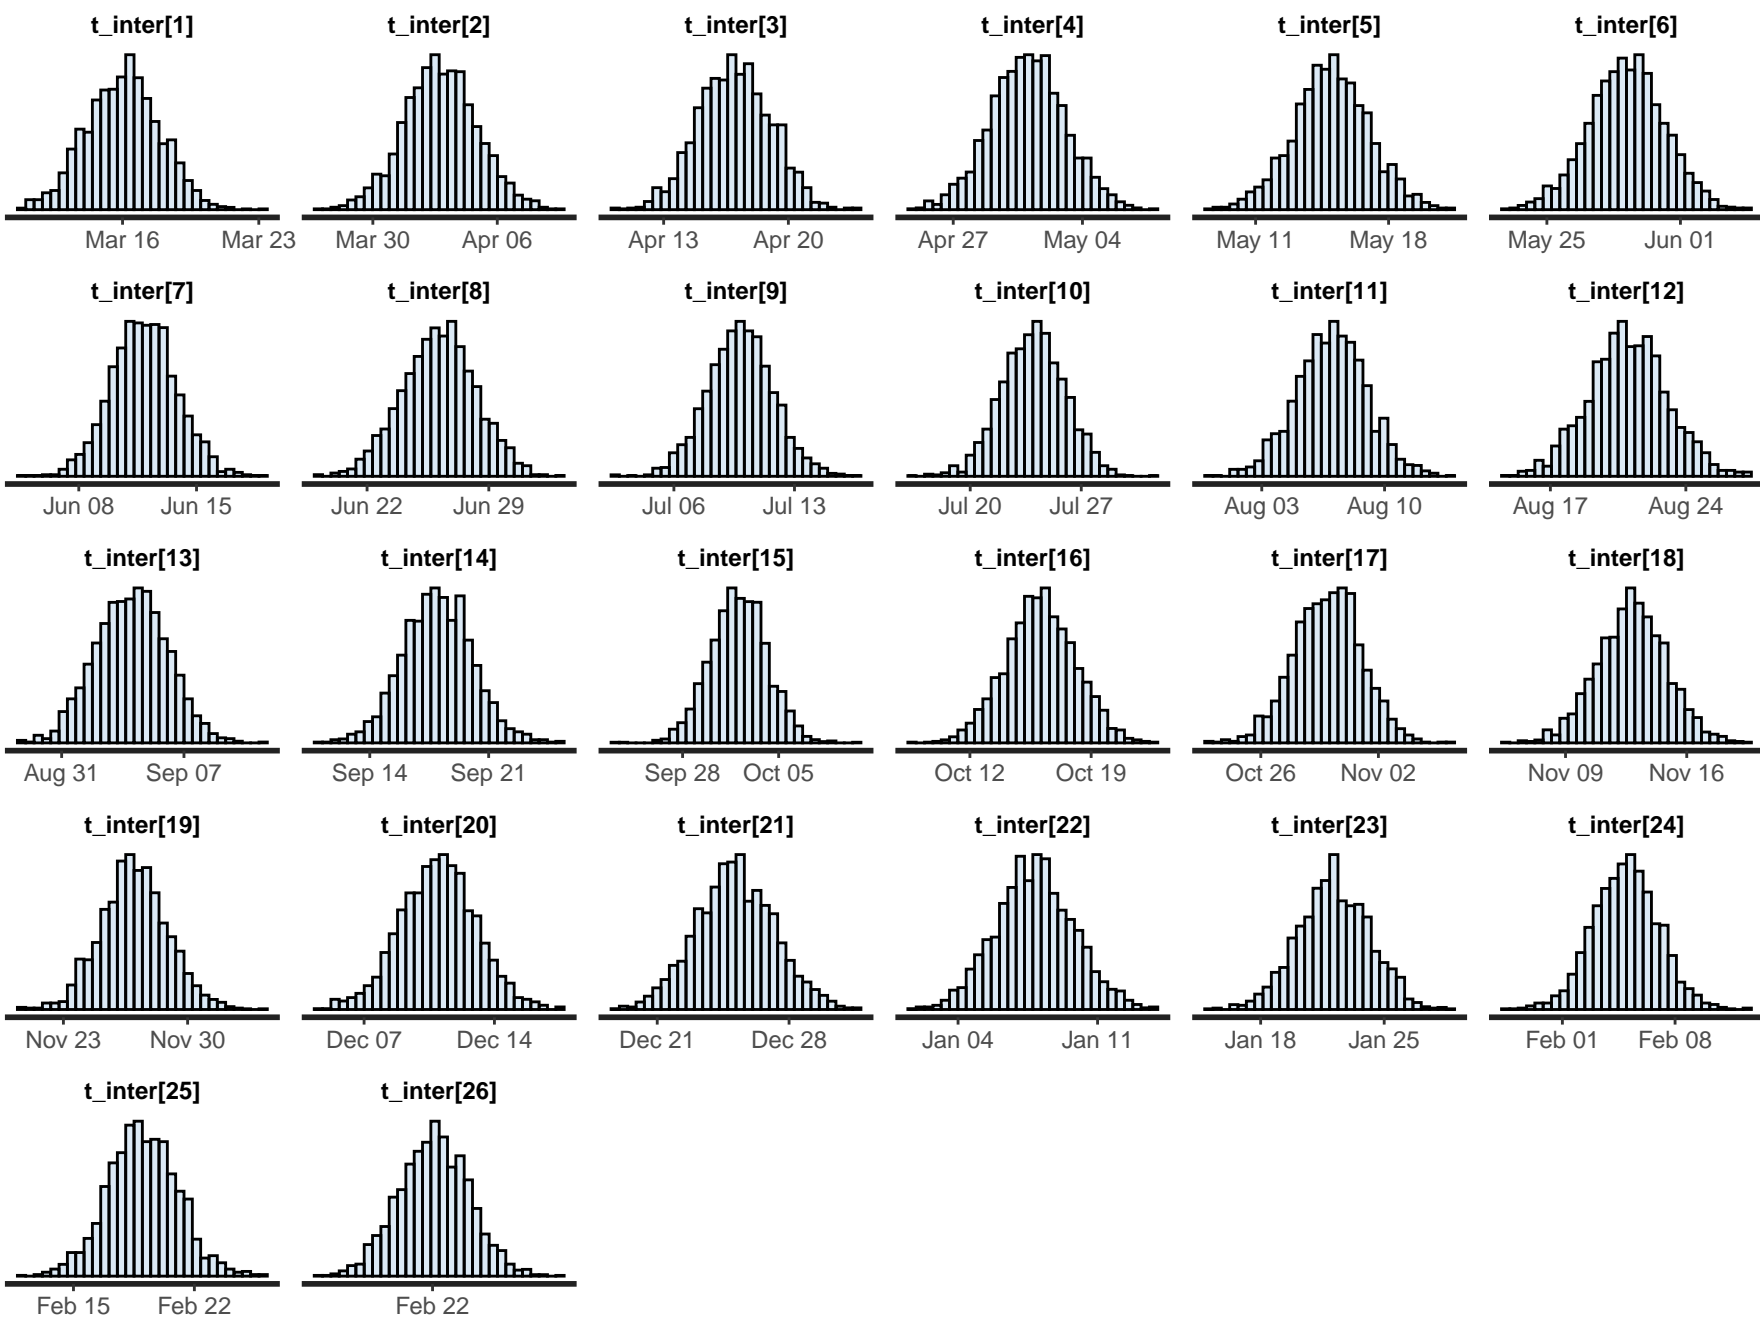 t_inter[1] t_inter[2] t_inter[3] t_inter[4] t_inter[5] t_inter[6]
Mar 16 Mar 23 Mar 30 Apr 06 Apr 13 Apr 20 Apr 27 May 04 May 11 May 18 May 25 Jun 01
t_inter[7] t_inter[8] t_inter[9] t_inter[10] t_inter[11] t_inter[12]
Jun 08 Jun 15 Jun 22 Jun 29 Jul 06 Jul 13 Jul 20 Jul 27 Aug 03 Aug 10 Aug 17 Aug 24
t_inter[13] t_inter[14] t_inter[15] t_inter[16] t_inter[17] t_inter[18]
Aug 31 Sep 07 Sep 14 Sep 21 Sep 28 Oct 05 Oct 12 Oct 19 Oct 26 Nov 02 Nov 09 Nov 16
t_inter[19] t_inter[20] t_inter[21] t_inter[22] t_inter[23] t_inter[24]
Nov 23 Nov 30 Dec 07 Dec 14 Dec 21 Dec 28 Jan 04 Jan 11 Jan 18 Jan 25 Feb 01 Feb 08
t_inter[25] t_inter[26]
Feb 15 Feb 22 Feb 22